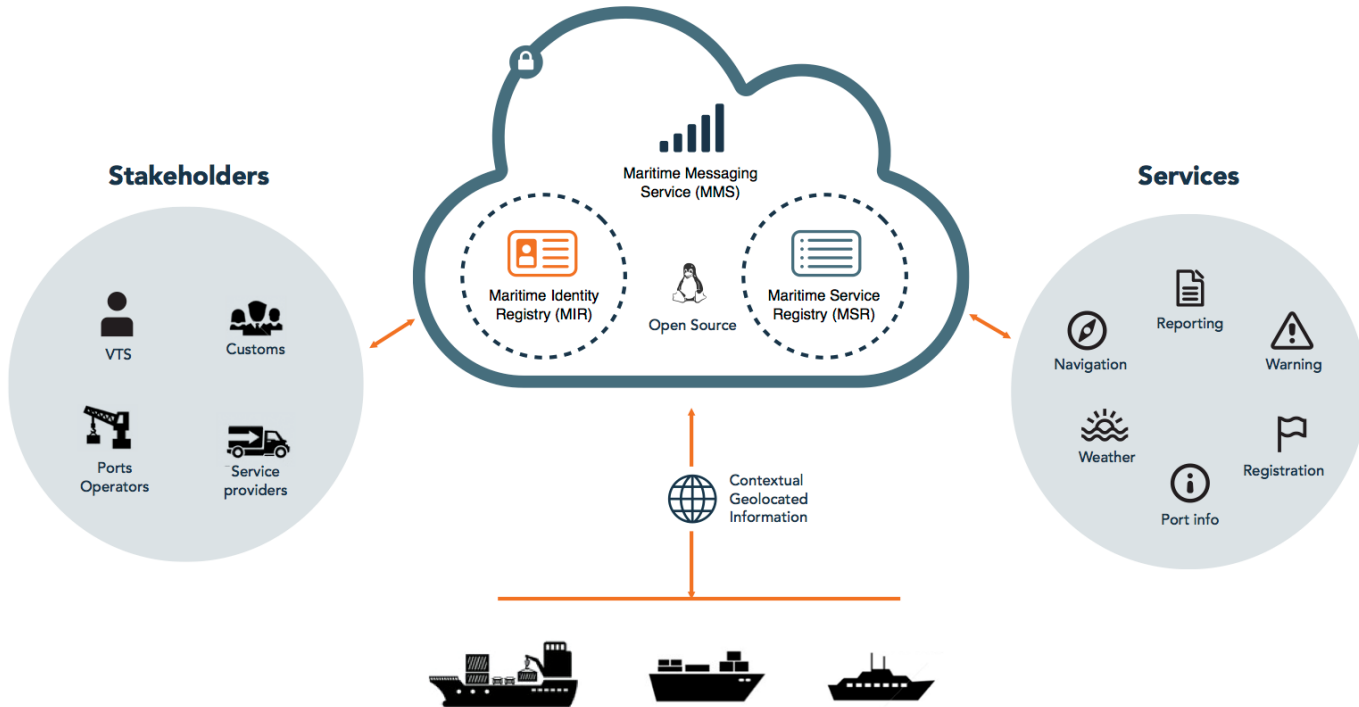 Stakeholders
VTS
Customs
Ports
Operators
Service
providers
Maritime Messaging
Service (MMS)
Maritime Identity
Registry (MIR)
Open Source
Maritime Service
Registry (MSR)
Contextual
Geolocated
Information
Services
Reporting
Navigation
Warning
Weather
Registration
Port info